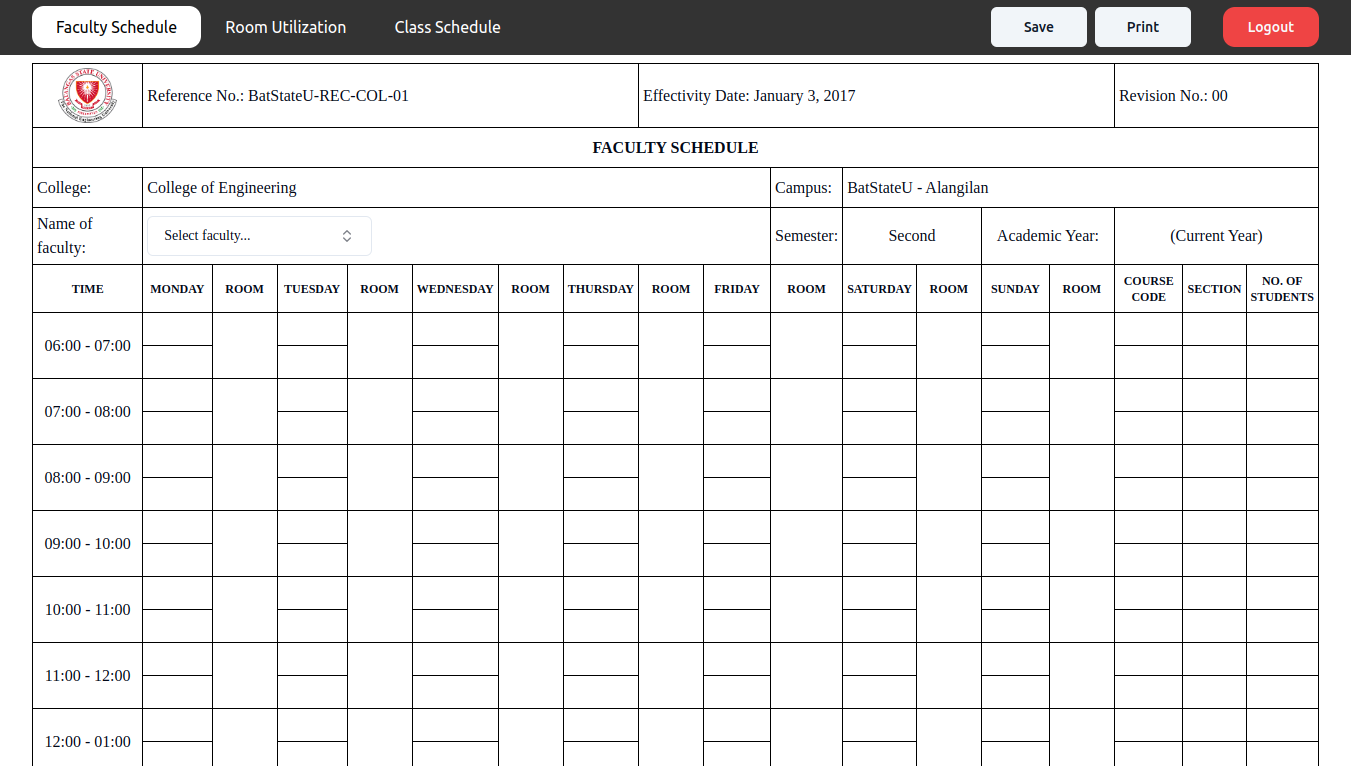 Faculty Schedule Room Utilization Class Schedule Save Print Logout
Reference No.: BatStateU-REC-COL-01 Effectivity Date: January 3, 2017 Revision No.: 00
FACULTY SCHEDULE
College: College of Engineering Campus: BatStateU - Alangilan
Name of faculty: Select faculty... Semester: Second Academic Year: (Current Year)
TIME MONDAY ROOM TUESDAY ROOM WEDNESDAY ROOM THURSDAY ROOM FRIDAY ROOM SATURDAY ROOM SUNDAY ROOM COURSE CODE SECTION NO. OF STUDENTS
06:00 - 07:00
07:00 - 08:00
08:00 - 09:00
09:00 - 10:00
10:00 - 11:00
11:00 - 12:00
12:00 - 01:00